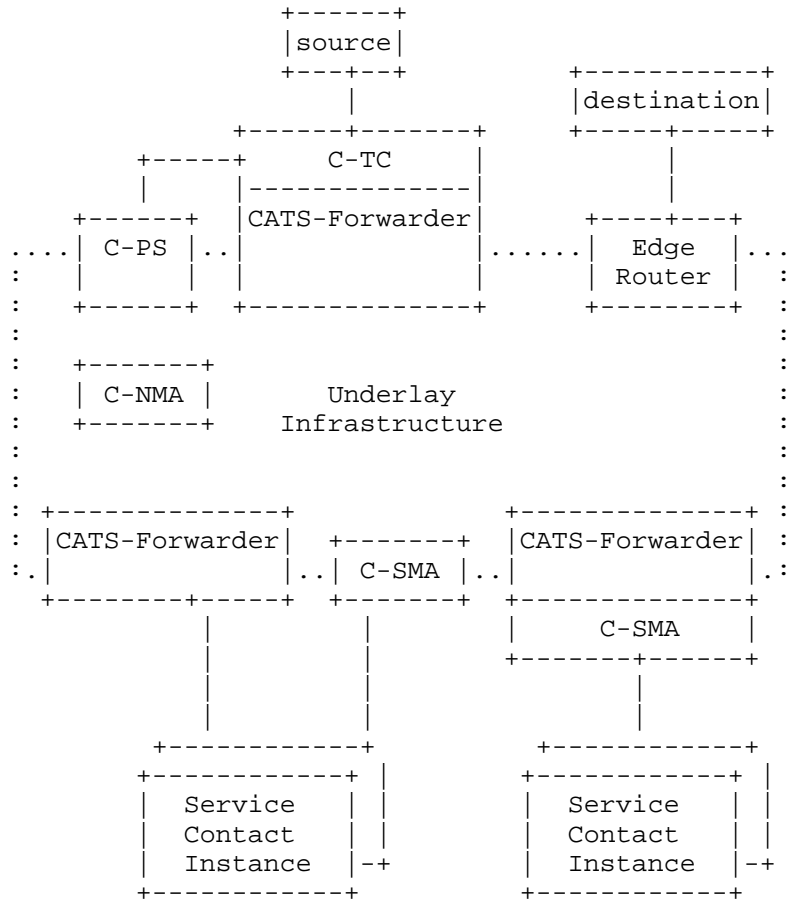 source
destination
C-TC
CATS-Forwarder
C-PS
Edge
Router
C-NMA
Underlay
Infrastructure
CATS-Forwarder
C-SMA
CATS-Forwarder
C-SMA
Service
Contact
Instance
Service
Contact
Instance